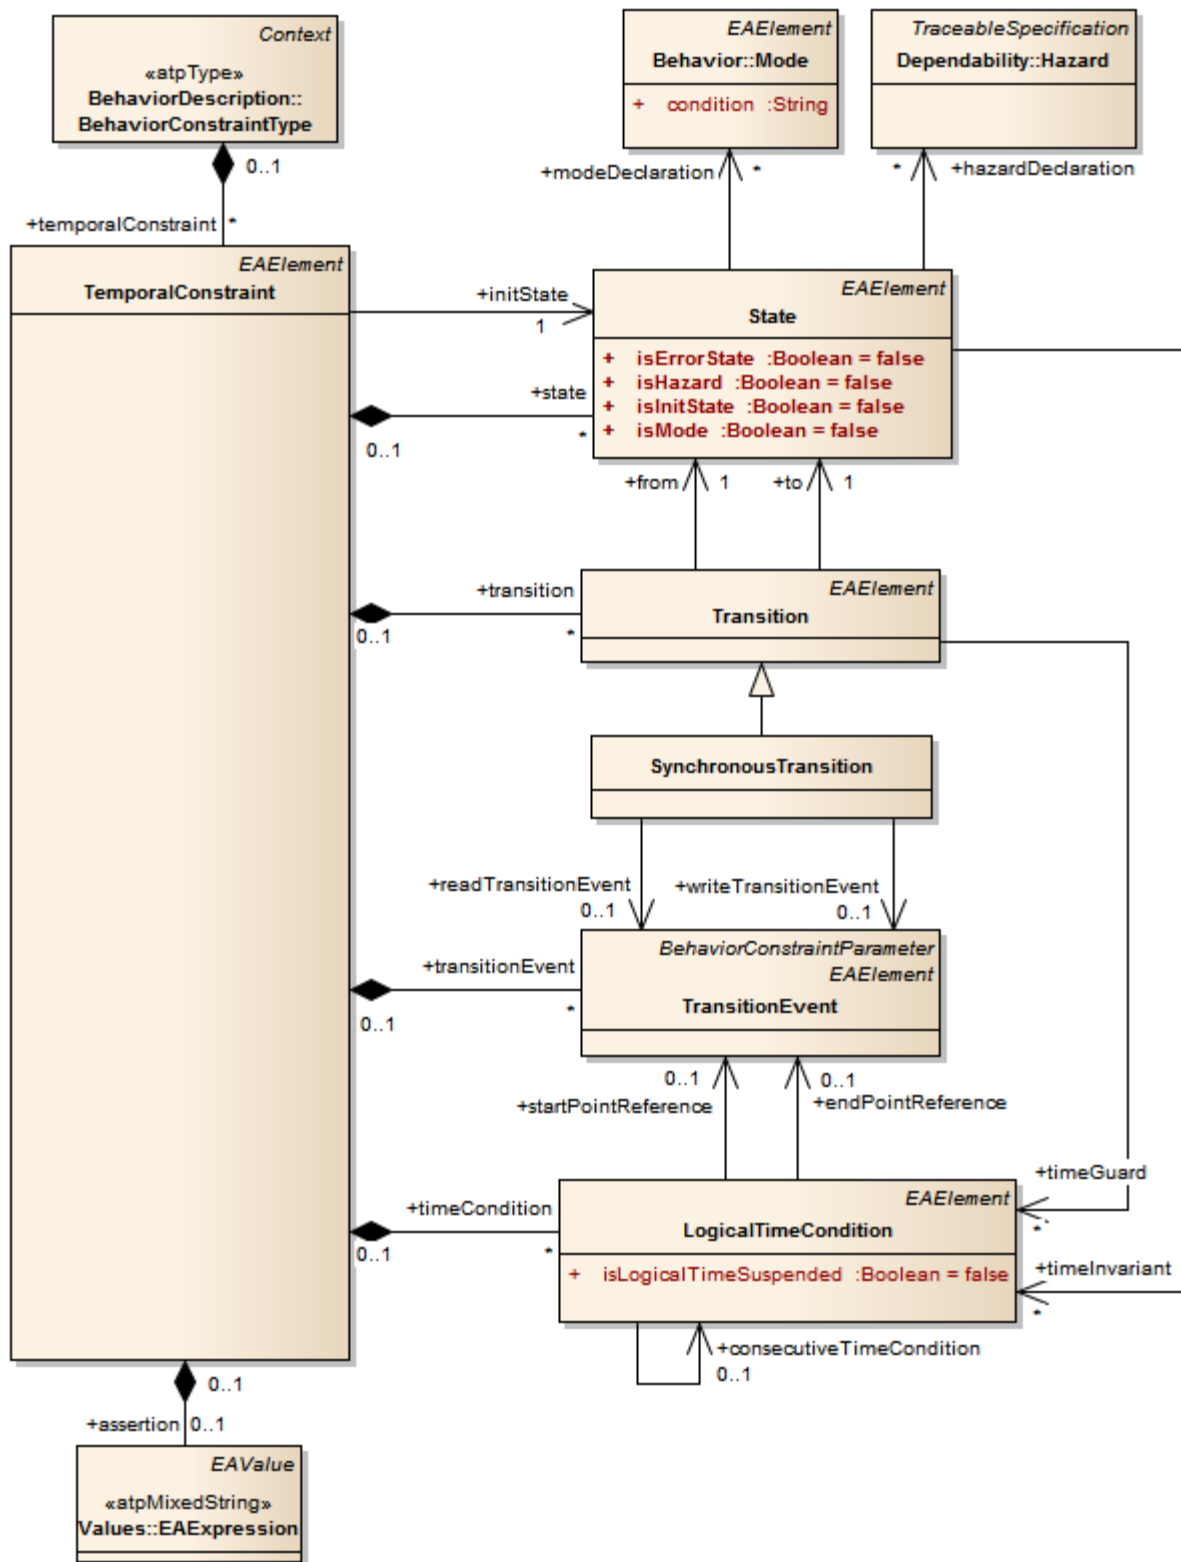 Context
«atpType»
BehaviorDescription::
BehaviorConstraintType
0..1
+temporalConstraint *
EAElement
Behavior::Mode
+ condition :String
TraceableSpecification
Dependability::Hazard
+modeDeclaration *
* +hazardDeclaration
EAElement
TemporalConstraint
+initState
1
EAElement
State
+ isErrorState :Boolean = false
+ isHazard :Boolean = false
+ isInitState :Boolean = false
+ isMode :Boolean = false
+state
0..1 *
+from 1 +to 1
+transition
0..1 *
EAElement
Transition
SynchronousTransition
+readTransitionEvent
0..1
+writeTransitionEvent
0..1
+transitionEvent
0..1 *
BehaviorConstraintParameter
EAElement
TransitionEvent
0..1 0..1
+startPointReference +endPointReference
+timeCondition
0..1 *
EAElement
LogicalTimeCondition
+ isLogicalTimeSuspended :Boolean = false
+timeGuard
*
+timeInvariant
*
+consecutiveTimeCondition
0..1
0..1
+assertion 0..1
EAValue
«atpMixedString»
Values::EAExpression